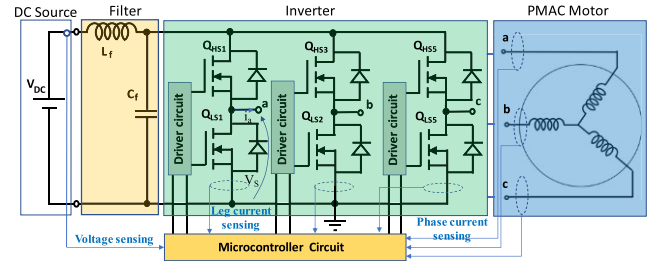 DC Source Filter Inverter PMAC Motor
L_f
Q_HS1 Q_HS3 Q_HS5
a
V_DC
C_f
Driver circuit Driver circuit Driver circuit
a b c
I_a
b
Q_LS1 Q_LS2 Q_LS5
V_S
c
Leg current
sensing
Phase current
sensing
Voltage sensing
Microcontroller Circuit